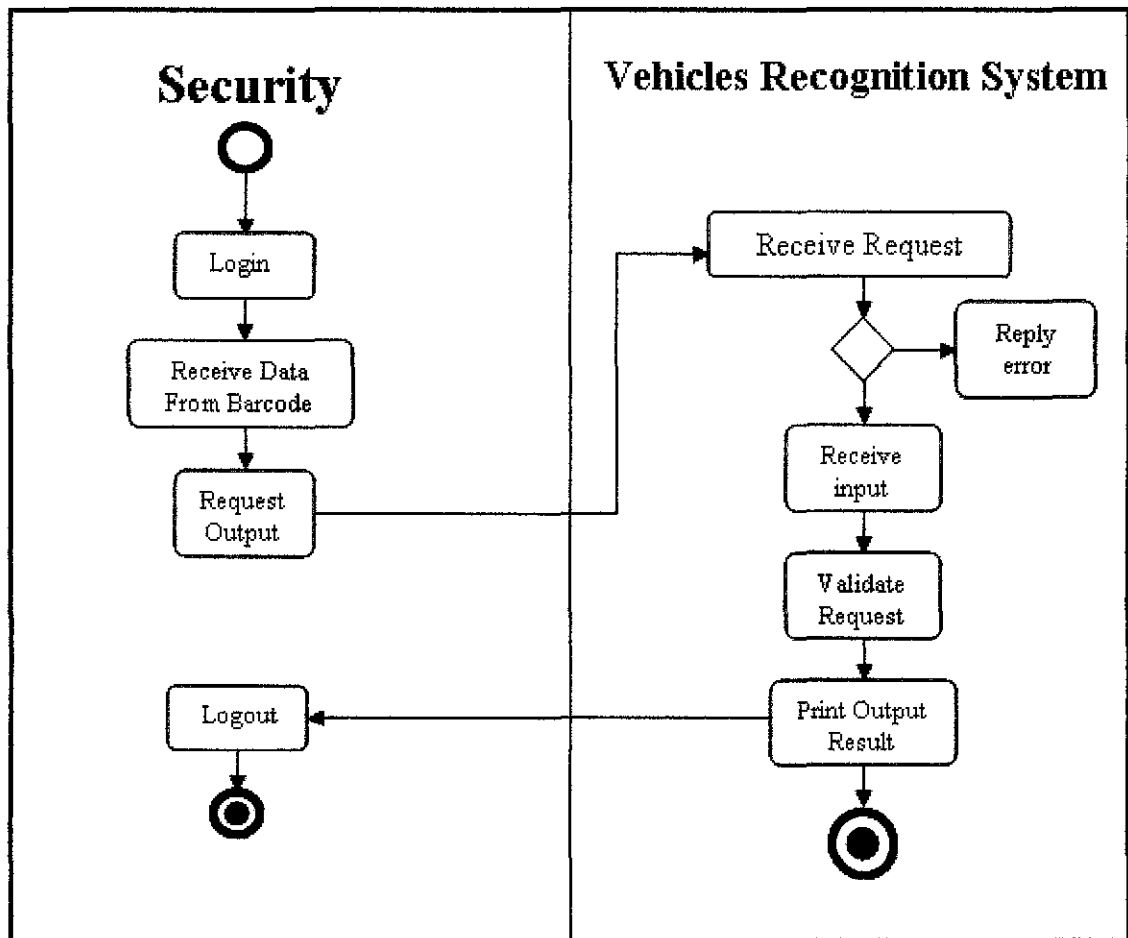 Security
Vehicles Recognition System
Login
Receive Data
From Barcode
Request
Output
Receive Request
Reply
error
Receive
input
Validate
Request
Print Output
Result
Logout